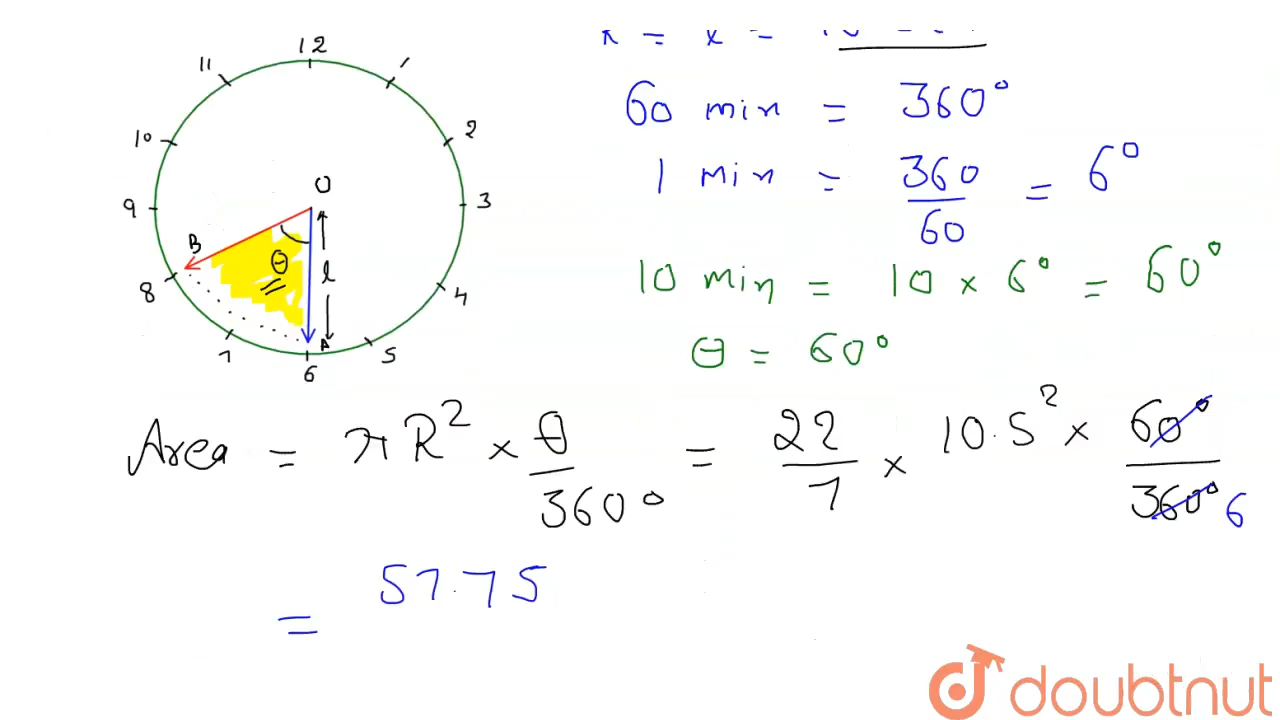 12
11
1
10
2
9
3
O
B
θ
l
8
4
A
7
5
6
60 min = 360°
1 min = 360/60 = 6°
10 min = 10 × 6° = 60°
θ = 60°
Area = πR² × θ/360° = 22/7 × 10.5² × 60°/360° 6
= 57.75
doubtnut